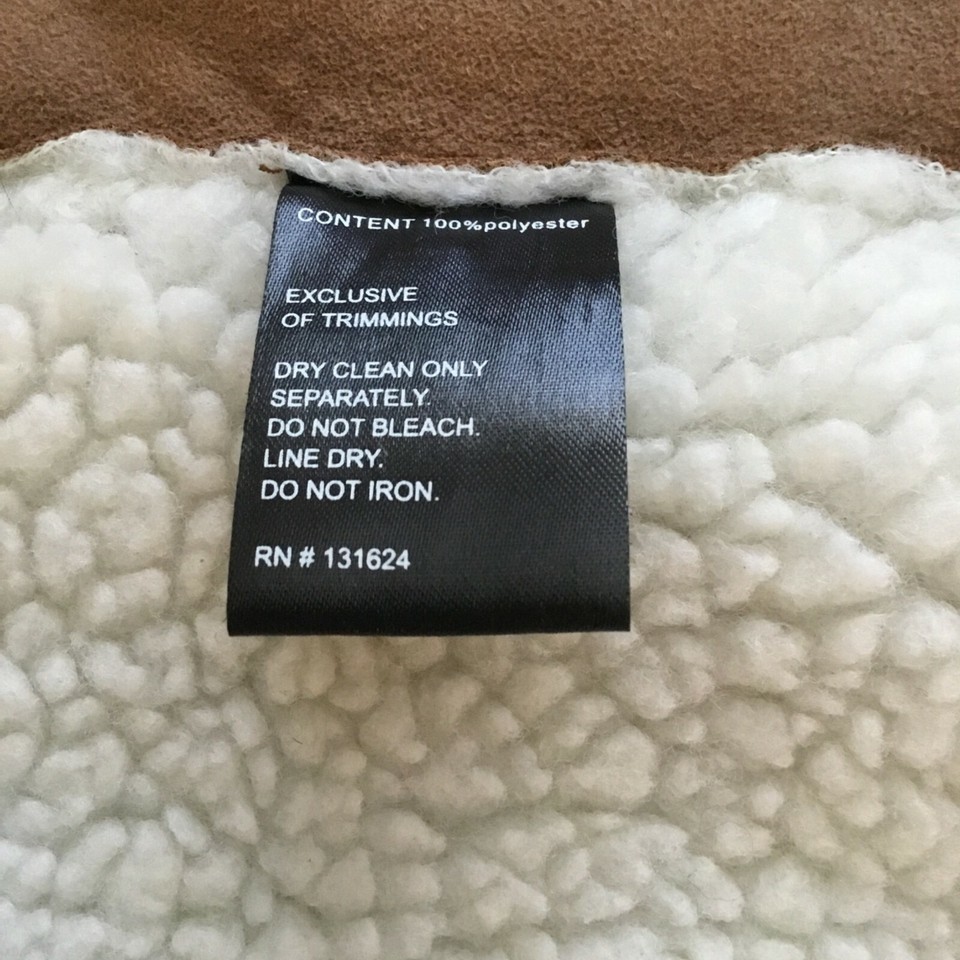 CONTENT 100%polyester
EXCLUSIVE
OF TRIMMINGS
DRY CLEAN ONLY
SEPARATELY.
DO NOT BLEACH.
LINE DRY.
DO NOT IRON.
RN # 131624